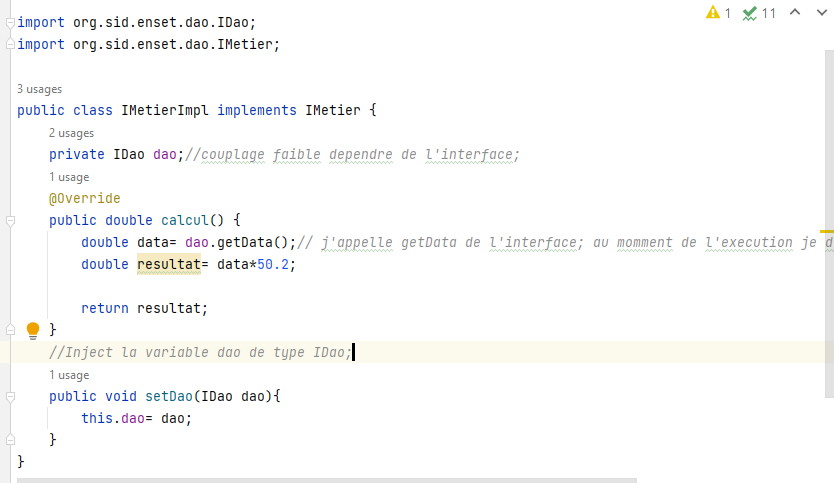 1 11
import org.sid.enset.dao.IDao;
import org.sid.enset.dao.IMetier;
3 usages
public class IMetierImpl implements IMetier {
2 usages
private IDao dao;//couplage faible dependre de l'interface;
1 usage
@Override
public double calcul() {
double data= dao.getData();// j'appelle getData de l'interface; au momment de l'execution je d
double resultat= data*50.2;
return resultat;
}
//Inject la variable dao de type IDao;
1 usage
public void setDao(IDao dao){
this.dao= dao;
}
}